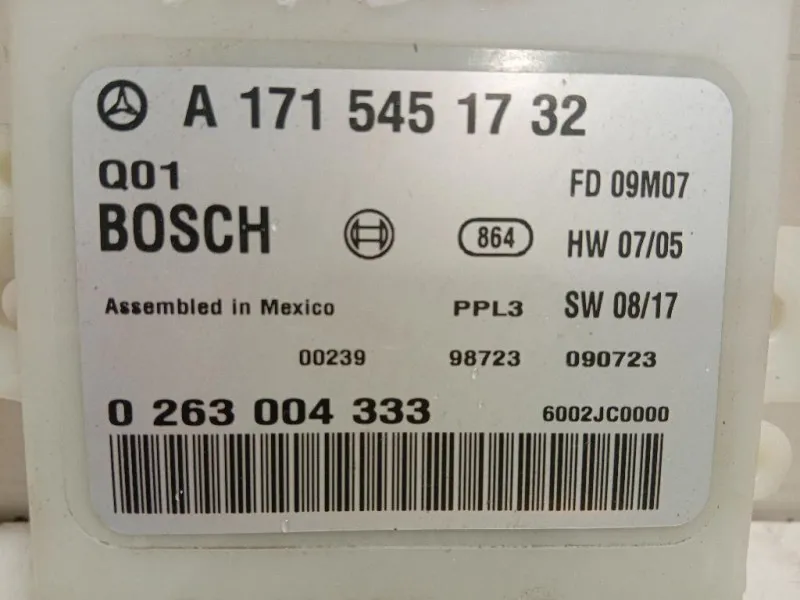 A 171 545 17 32
Q01
FD 09M07
BOSCH
864
HW 07/05
Assembled in Mexico
PPL3
SW 08/17
00239
98723
090723
0 263 004 333
6002JC0000